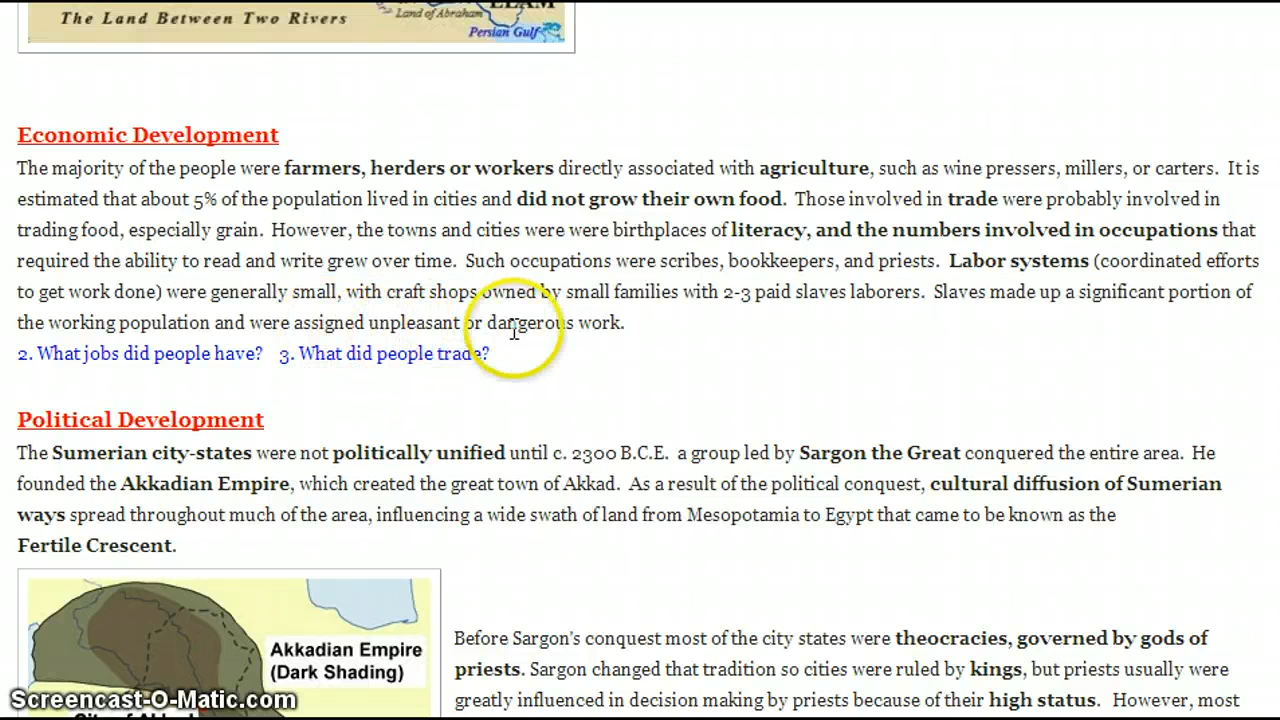 The Land Between Two Rivers
Land of Abraham
ELAM
Persian Gulf
Economic Development
The majority of the people were farmers, herders or workers directly associated with agriculture, such as wine pressers, millers, or carters. It is
estimated that about 5% of the population lived in cities and did not grow their own food. Those involved in trade were probably involved in
trading food, especially grain. However, the towns and cities were were birthplaces of literacy, and the numbers involved in occupations that
required the ability to read and write grew over time. Such occupations were scribes, bookkeepers, and priests. Labor systems (coordinated efforts
to get work done) were generally small, with craft shops owned by small families with 2-3 paid slaves laborers. Slaves made up a significant portion of
the working population and were assigned unpleasant or dangerous work.
2. What jobs did people have? 3. What did people trade?
Political Development
The Sumerian city-states were not politically unified until c. 2300 B.C.E. a group led by Sargon the Great conquered the entire area. He
founded the Akkadian Empire, which created the great town of Akkad. As a result of the political conquest, cultural diffusion of Sumerian
ways spread throughout much of the area, influencing a wide swath of land from Mesopotamia to Egypt that came to be known as the
Fertile Crescent.
Akkadian Empire
(Dark Shading)
Before Sargon's conquest most of the city states were theocracies, governed by gods of
priests. Sargon changed that tradition so cities were ruled by kings, but priests usually were
greatly influenced in decision making by priests because of their high status. However, most
Screencast-O-Matic.com